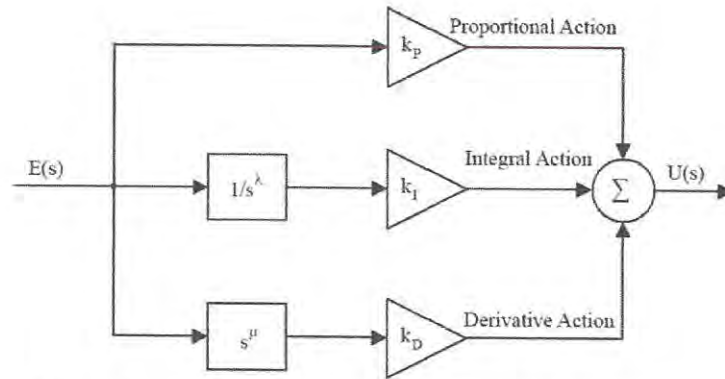 Proportional Action
k_P
E(s)
1/s^λ
k_I
Integral Action
Σ
U(s)
s^μ
k_D
Derivative Action